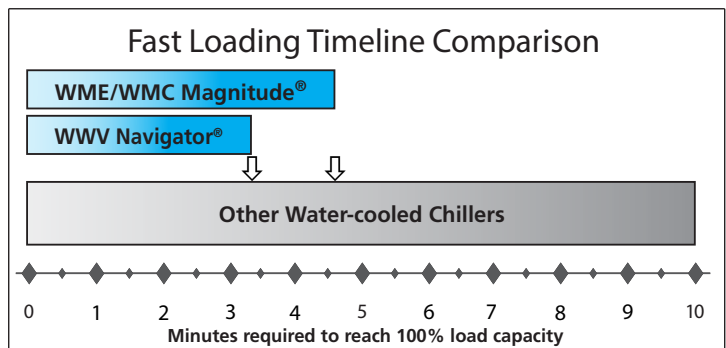 Fast Loading Timeline Comparison
WME/WMC Magnitude®
WWV Navigator®
Other Water-cooled Chillers
0 1 2 3 4 5 6 7 8 9 10
Minutes required to reach 100% load capacity